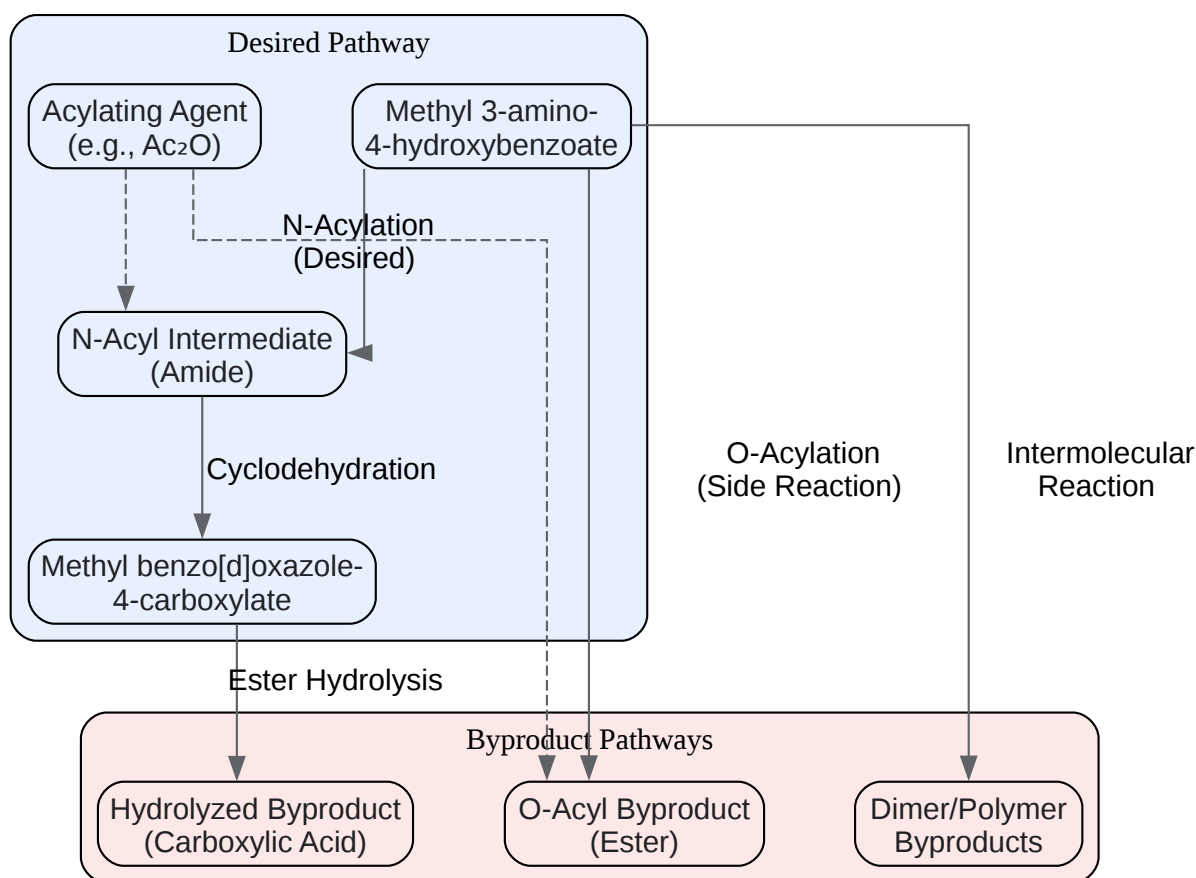 Desired Pathway
Acylating Agent
(e.g., Ac₂O)
Methyl 3-amino-
4-hydroxybenzoate
N-Acylation
(Desired)
N-Acyl Intermediate
(Amide)
Cyclodehydration
O-Acylation
(Side Reaction)
Intermolecular
Reaction
Methyl benzo[d]oxazole-
4-carboxylate
Ester Hydrolysis
Byproduct Pathways
Hydrolyzed Byproduct
(Carboxylic Acid)
O-Acyl Byproduct
(Ester)
Dimer/Polymer
Byproducts